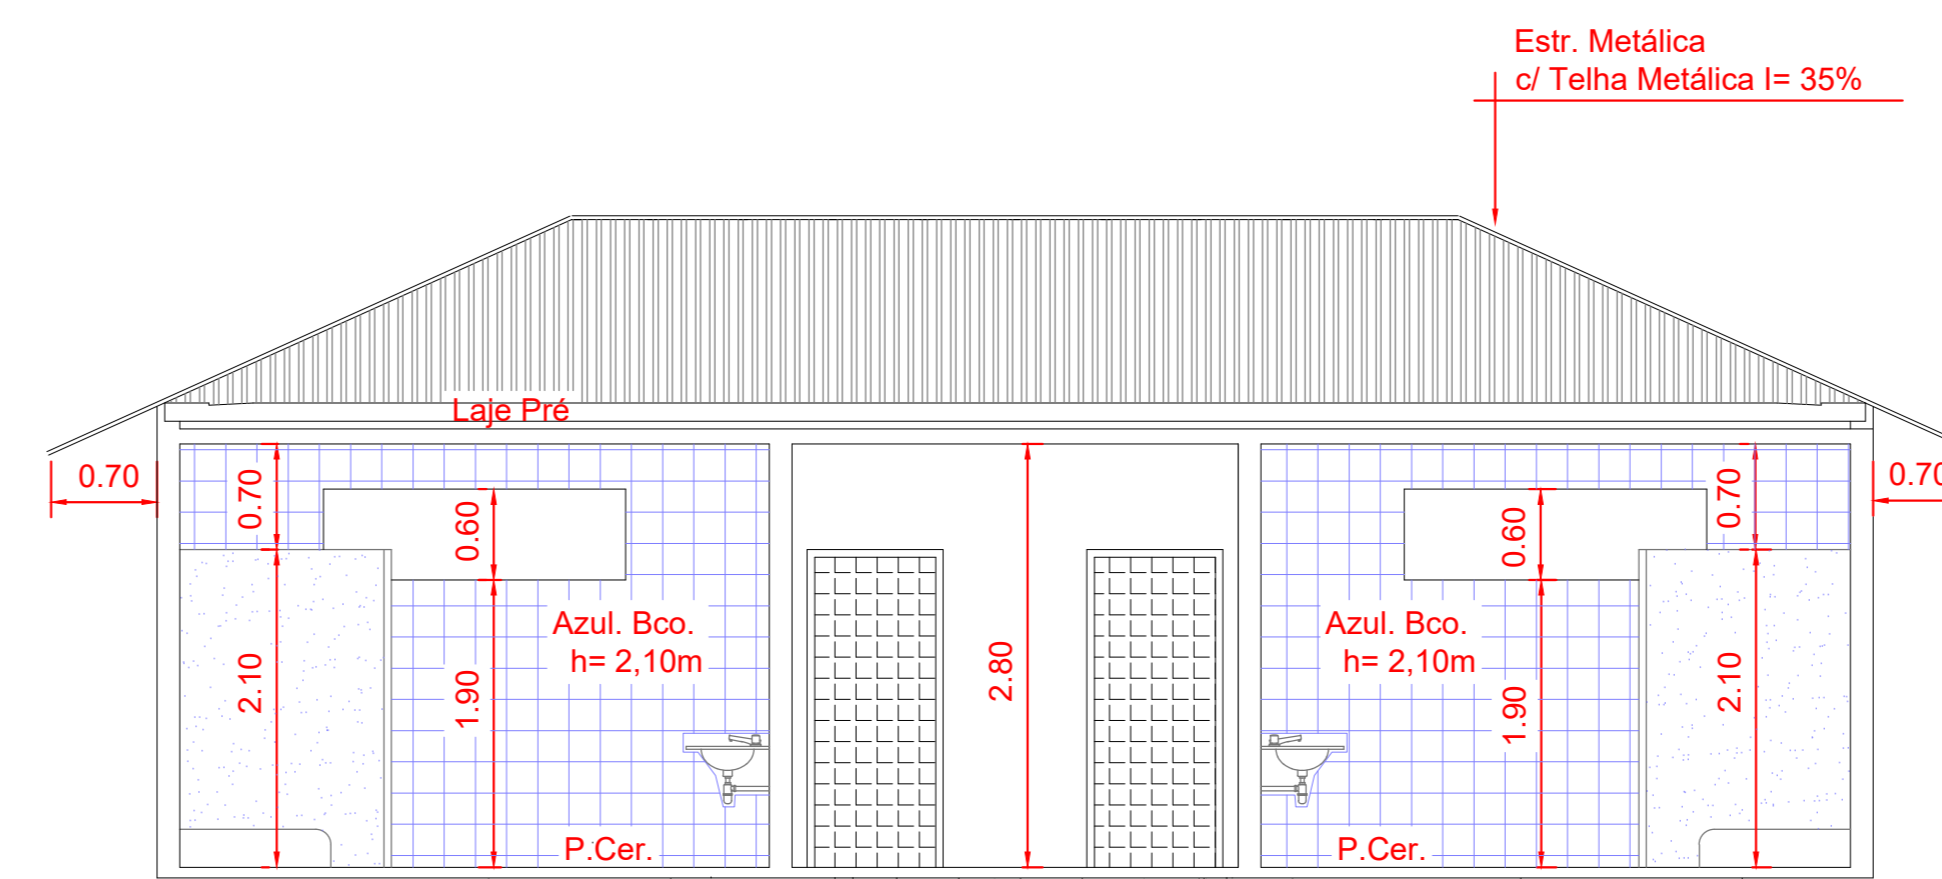 Estr. Metálica
c/ Telha Metálica I= 35%
Laje Pré
0.70
0.70
0.60
0.60
0.70
0.70
Azul. Bco.
h= 2,10m
Azul. Bco.
h= 2,10m
2.10
1.90
2.80
1.90
2.10
P.Cer.
P.Cer.